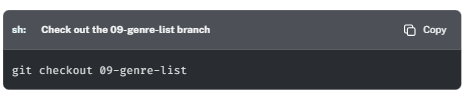 sh: Check out the 09-genre-list branch Copy
git checkout 09-genre-list